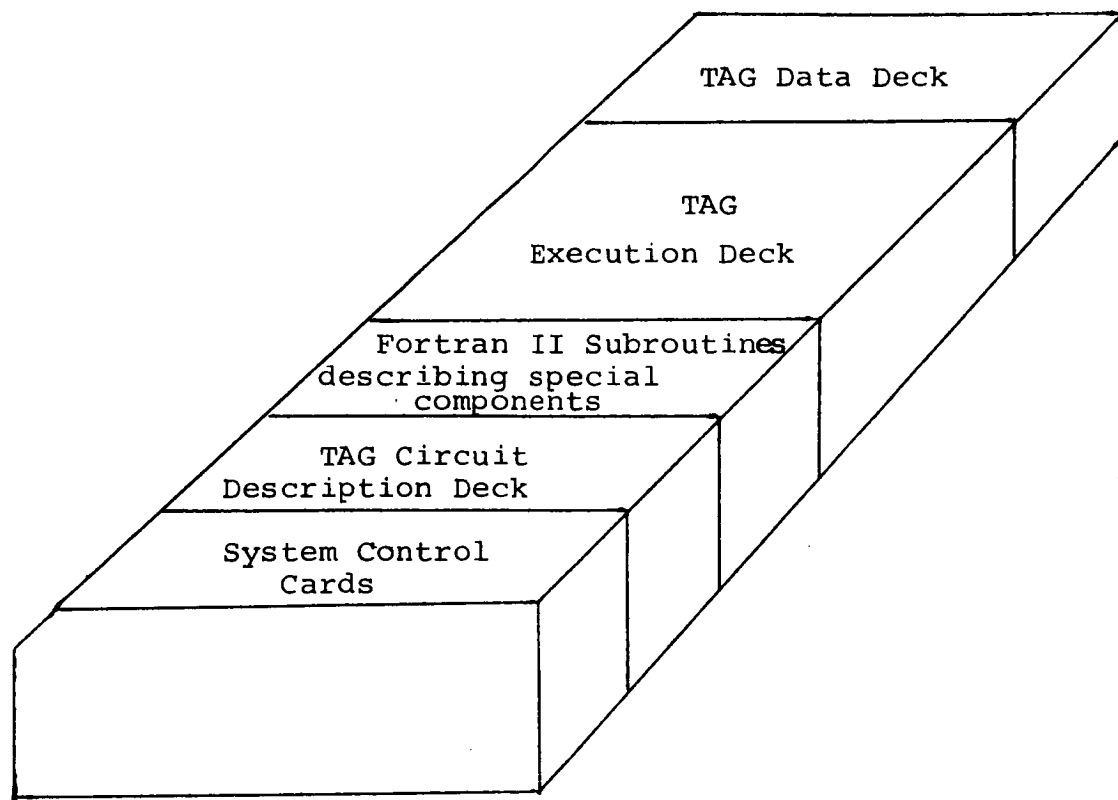 TAG Data Deck
TAG
Execution Deck
Fortran II Subroutines
describing special
components
TAG Circuit
Description Deck
System Control
Cards